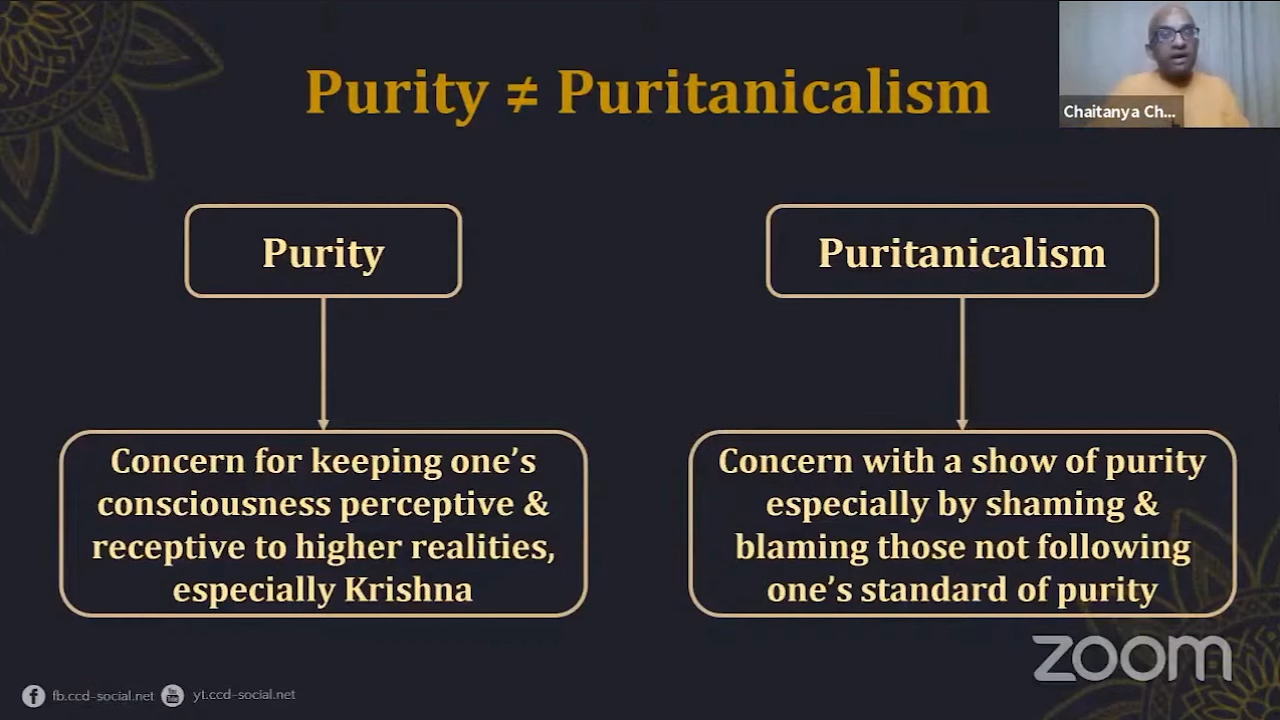 Purity ≠ Puritanicalism
Chaitanya Ch...
Purity
Concern for keeping one's
consciousness perceptive &
receptive to higher realities,
especially Krishna
Puritanicalism
Concern with a show of purity
especially by shaming &
blaming those not following
one's standard of purity
zoom
fb.ccd-social.net
yt.ccd-social.net